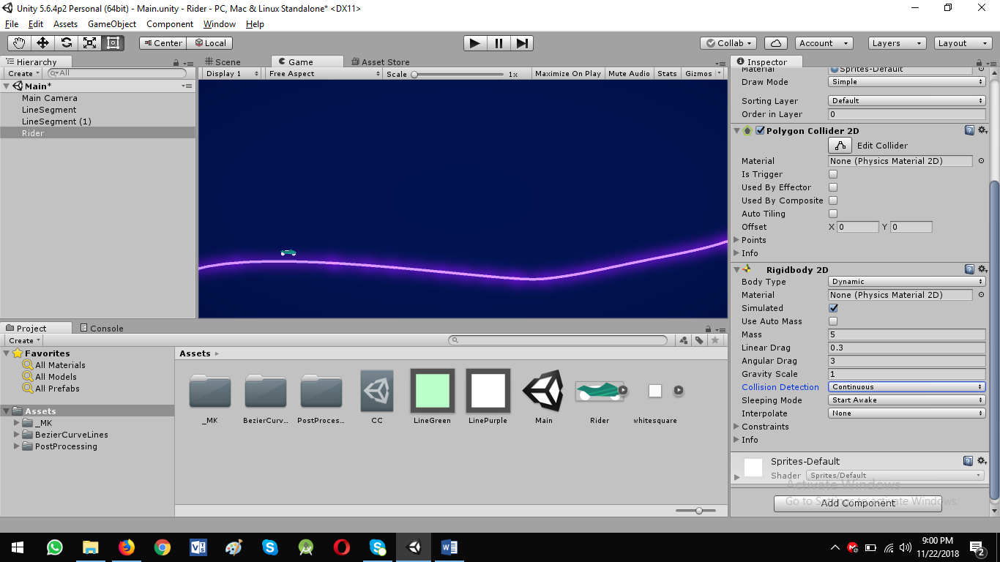 Unity 5.6.4p2 Personal (64bit) - Main.unity - Rider - PC, Mac & Linux Standalone* <DX11>
File Edit Assets GameObject Component Window Help
Center Local
Collab Account Layers Layout
Hierarchy
Create All
Main*
Main Camera
LineSegment
LineSegment (1)
Rider
Scene Game Asset Store
Display 1 Free Aspect Scale 1x Maximize On Play Mute Audio Stats Gizmos
Inspector
Material Sprites-Default
Draw Mode Simple
Sorting Layer Default
Order in Layer 0
Polygon Collider 2D
Edit Collider
Material None (Physics Material 2D)
Is Trigger
Used By Effector
Used By Composite
Auto Tiling
Offset X 0 Y 0
Points
Info
Rigidbody 2D
Body Type Dynamic
Material None (Physics Material 2D)
Simulated
Use Auto Mass
Mass 5
Linear Drag 0.3
Angular Drag 3
Gravity Scale 1
Collision Detection Continuous
Sleeping Mode Start Awake
Interpolate None
Constraints
Info
Sprites-Default
Shader Sprites/Default
Activate Windows
Go to Settings to activate Windows.
Add Component
Project Console
Create
Favorites
All Materials
All Models
All Prefabs
Assets
_MK
BezierCurveLines
PostProcessing
Assets
_MK BezierCurv... PostProces... CC LineGreen LinePurple Main Rider whitesquare
9:00 PM
11/22/2018
2